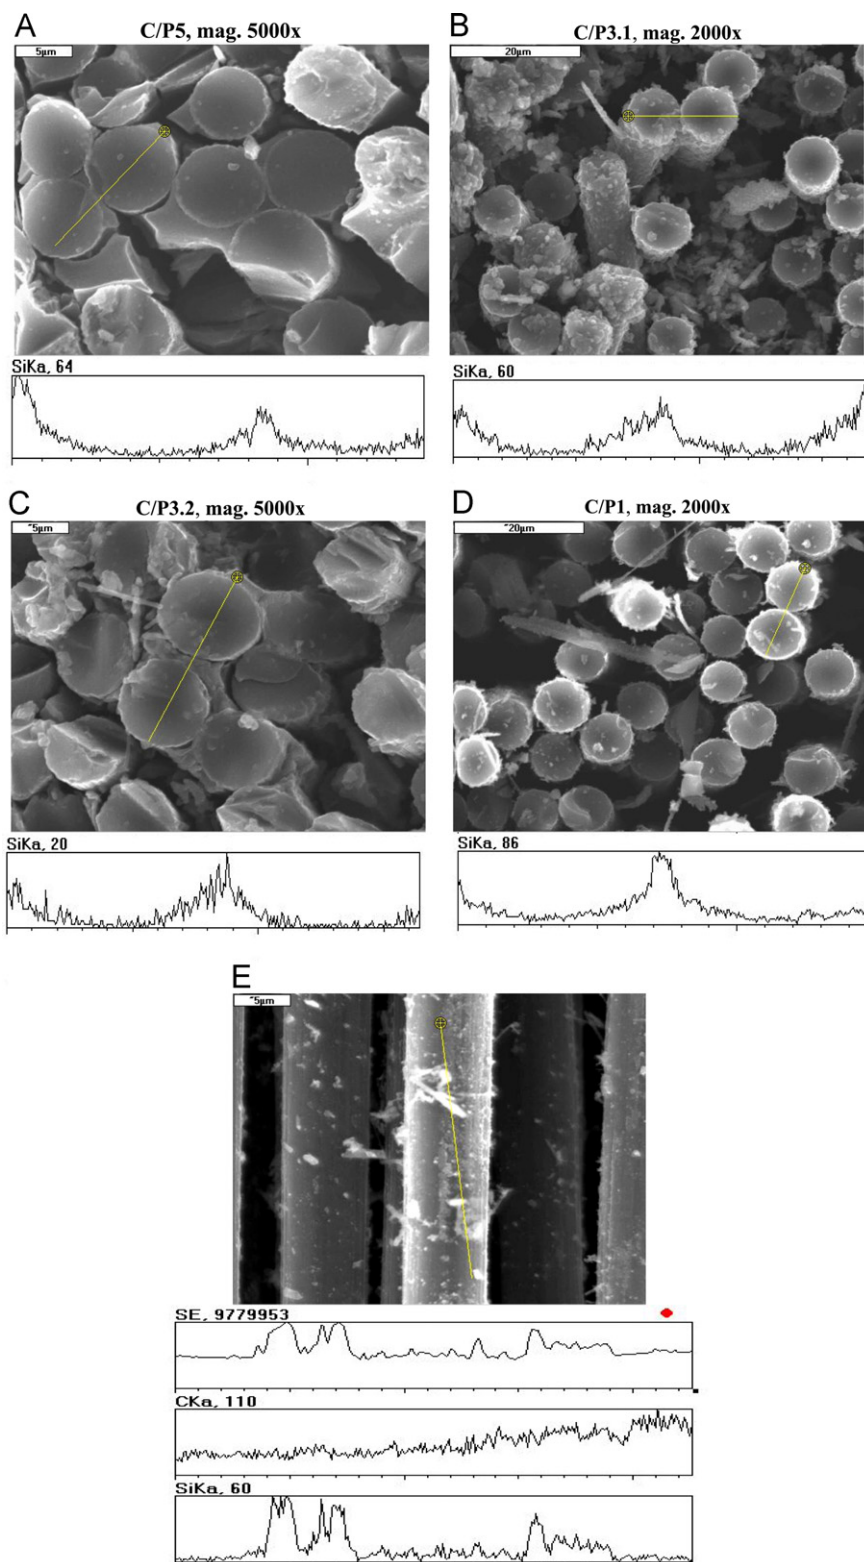 A
C/P5, mag. 5000x
5µm
SiKa, 64
B
C/P3.1, mag. 2000x
20µm
SiKa, 60
C
C/P3.2, mag. 5000x
~5µm
SiKa, 20
D
C/P1, mag. 2000x
~20µm
SiKa, 86
E
~5µm
SE, 9779953
CKa, 110
SiKa, 60